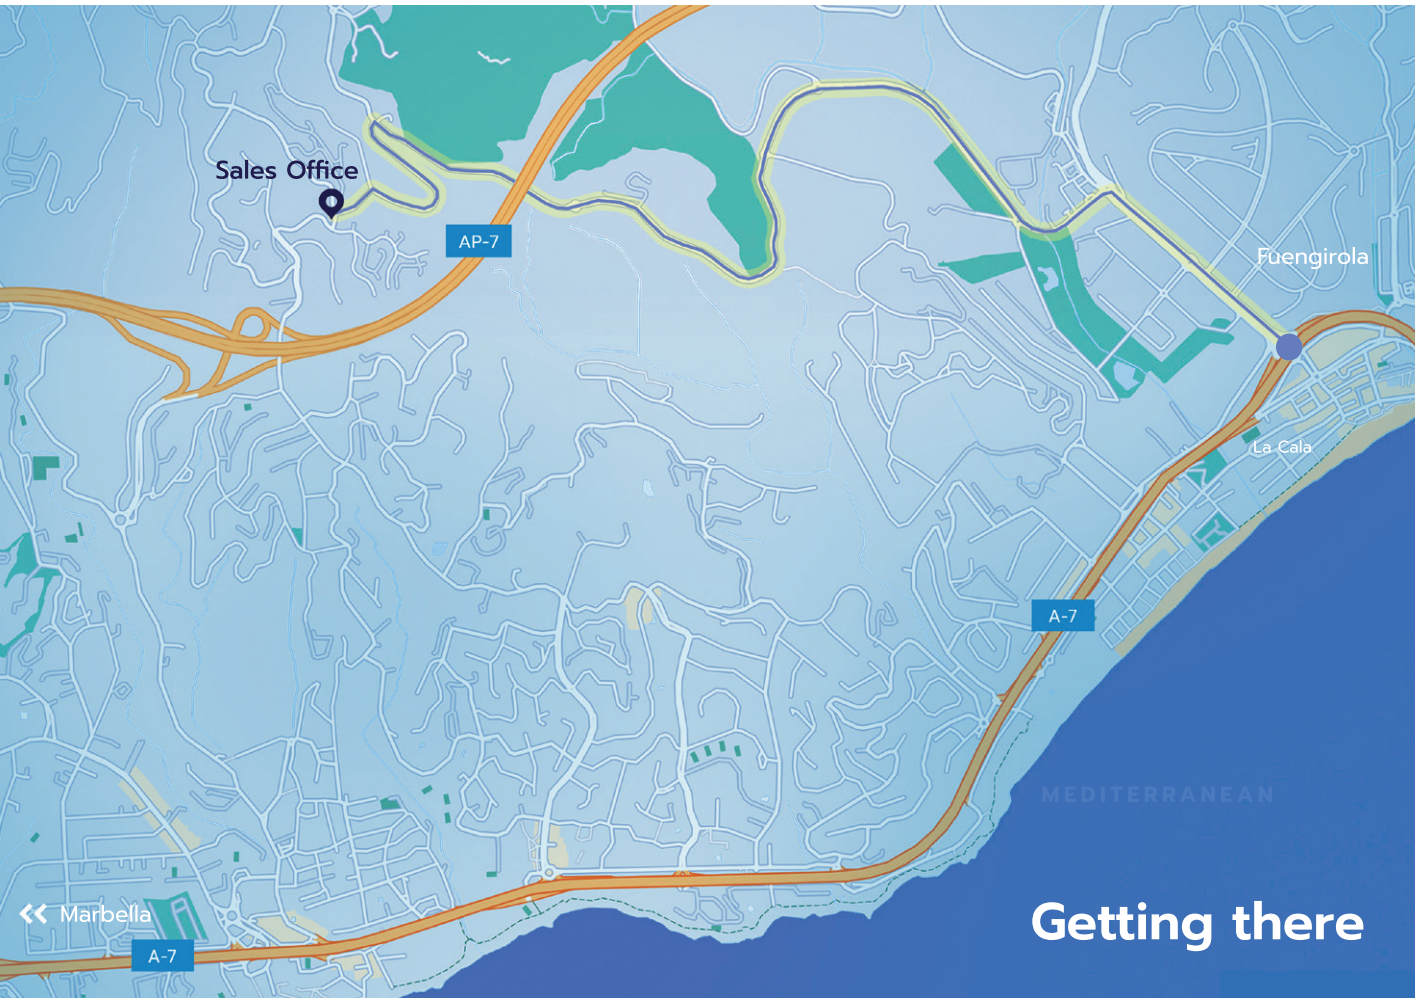 Sales Office
AP-7
Fuengirola
La Cala
A-7
MEDITERRANEAN
Marbella
Getting there
A-7